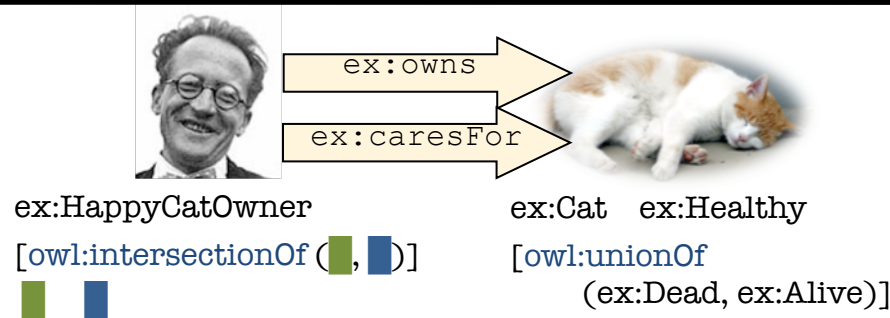 ex:owns
ex:caresFor
ex:HappyCatOwner
[owl:intersectionOf ( , )]
ex:Cat ex:Healthy
[owl:unionOf
(ex:Dead, ex:Alive)]